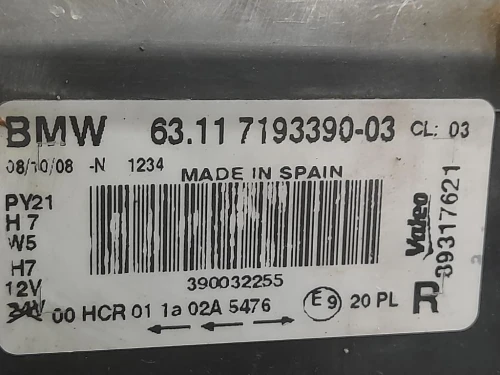 BMW 63.11 7193390-03 CL: 03
08/10/08 -N 1234
MADE IN SPAIN
PY21
H7
W5
H7
12V
24V
390032255
00 HCR 01 1a 02A 5476
E9 20 PL
R
Valeo
89317621